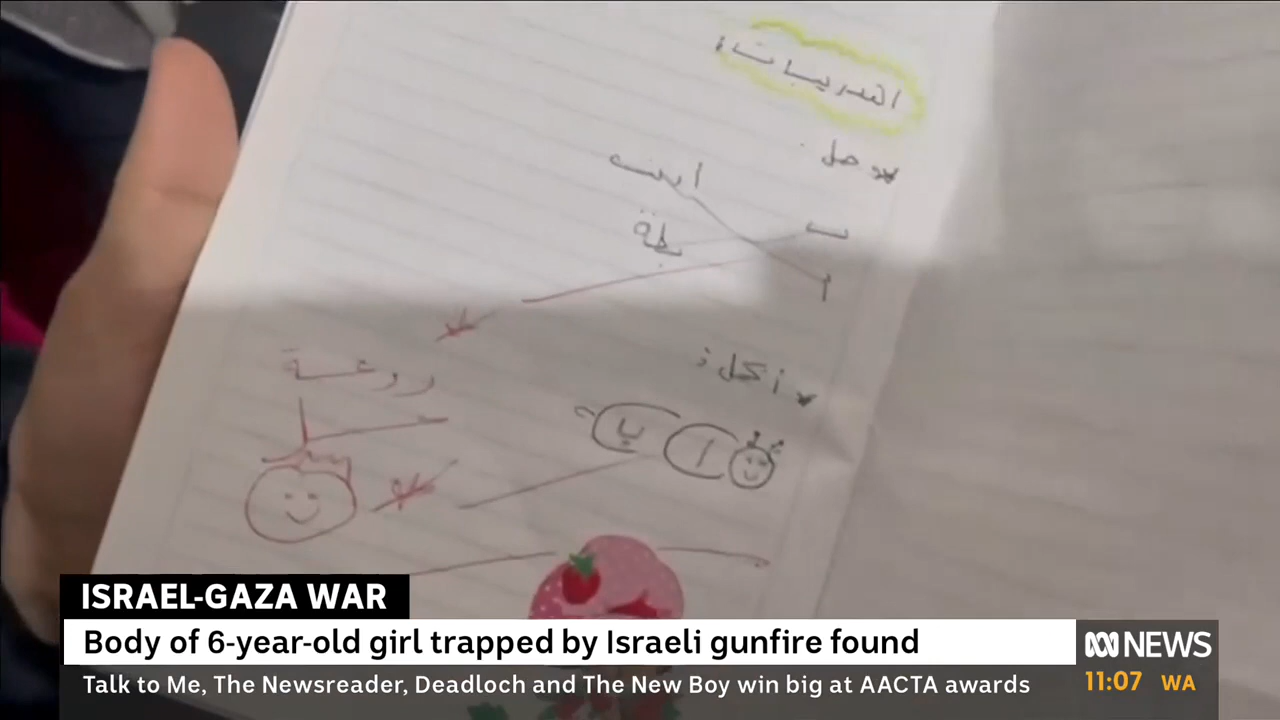 التدريبات:
* صل
ب
أرنب
ا
بطة
* أكمل:
ا ب
روعة
ISRAEL-GAZA WAR
Body of 6-year-old girl trapped by Israeli gunfire found
Talk to Me, The Newsreader, Deadloch and The New Boy win big at AACTA awards
NEWS
11:07 WA